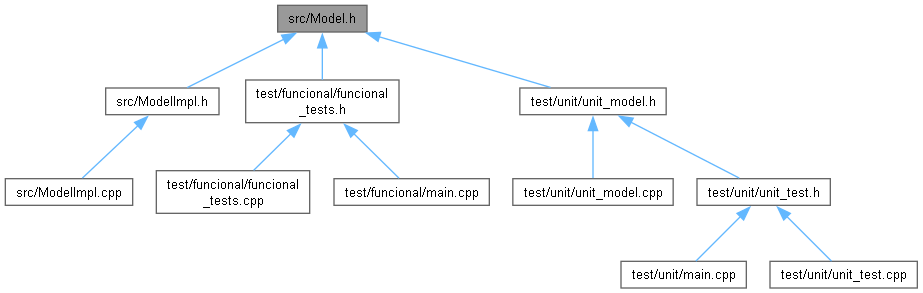 src/Model.h
src/ModelImpl.h
test/funcional/funcional
_tests.h
test/unit/unit_model.h
src/ModelImpl.cpp
test/funcional/funcional
_tests.cpp
test/funcional/main.cpp
test/unit/unit_model.cpp
test/unit/unit_test.h
test/unit/main.cpp
test/unit/unit_test.cpp